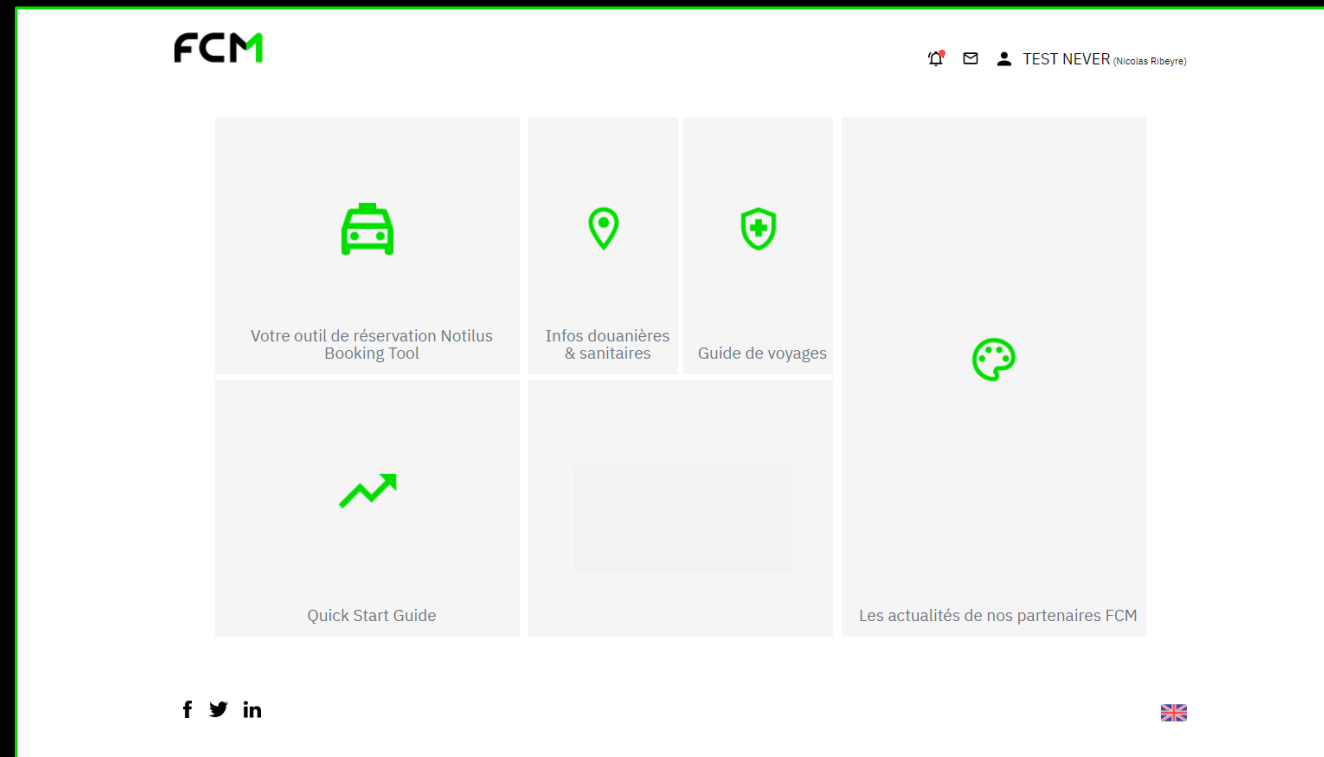 FCM
TEST NEVER (Nicolas Ribeyre)
Votre outil de réservation Notilus
Booking Tool
Infos douanières
& sanitaires
Guide de voyages
Quick Start Guide
Les actualités de nos partenaires FCM